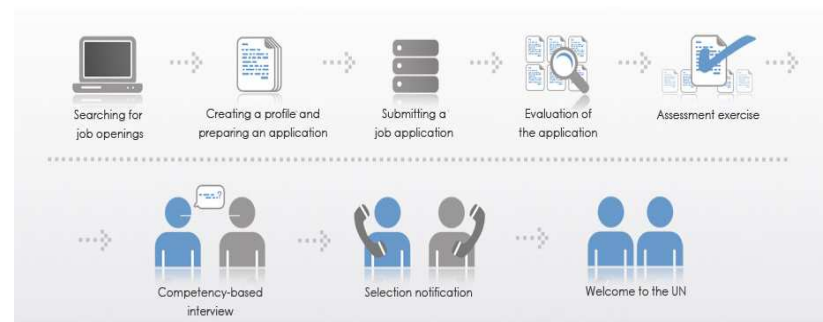 Searching for
job openings
Creating a profile and
preparing an application
Submitting a
job application
Evaluation of
the application
Assessment exercise
Competency-based
interview
Selection notification
Welcome to the UN